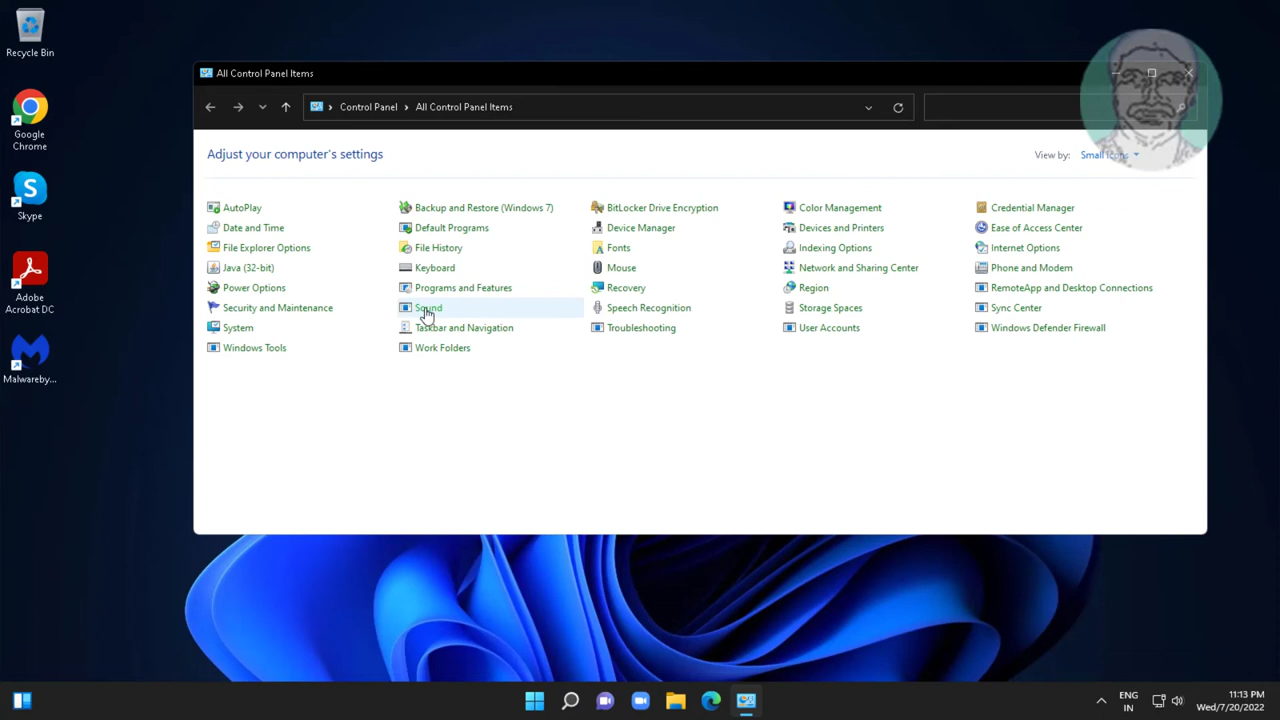 Recycle Bin
Google
Chrome
Skype
Adobe
Acrobat DC
Malwareby...
All Control Panel Items
Control Panel > All Control Panel Items
Adjust your computer's settings
View by: Small icons
AutoPlay
Backup and Restore (Windows 7)
BitLocker Drive Encryption
Color Management
Credential Manager
Date and Time
Default Programs
Device Manager
Devices and Printers
Ease of Access Center
File Explorer Options
File History
Fonts
Indexing Options
Internet Options
Java (32-bit)
Keyboard
Mouse
Network and Sharing Center
Phone and Modem
Power Options
Programs and Features
Recovery
Region
RemoteApp and Desktop Connections
Security and Maintenance
Sound
Speech Recognition
Storage Spaces
Sync Center
System
Taskbar and Navigation
Troubleshooting
User Accounts
Windows Defender Firewall
Windows Tools
Work Folders
ENG
IN
11:13 PM
Wed/7/20/2022